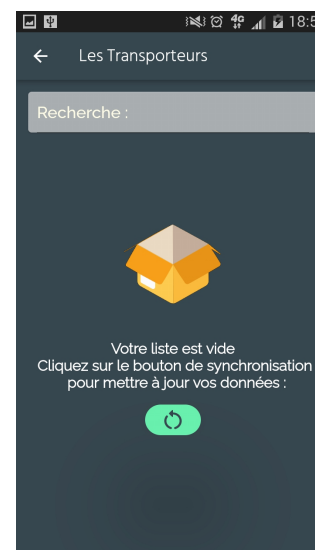 4G 18:5
Les Transporteurs
Recherche :
Votre liste est vide
Cliquez sur le bouton de synchronisation
pour mettre à jour vos données :